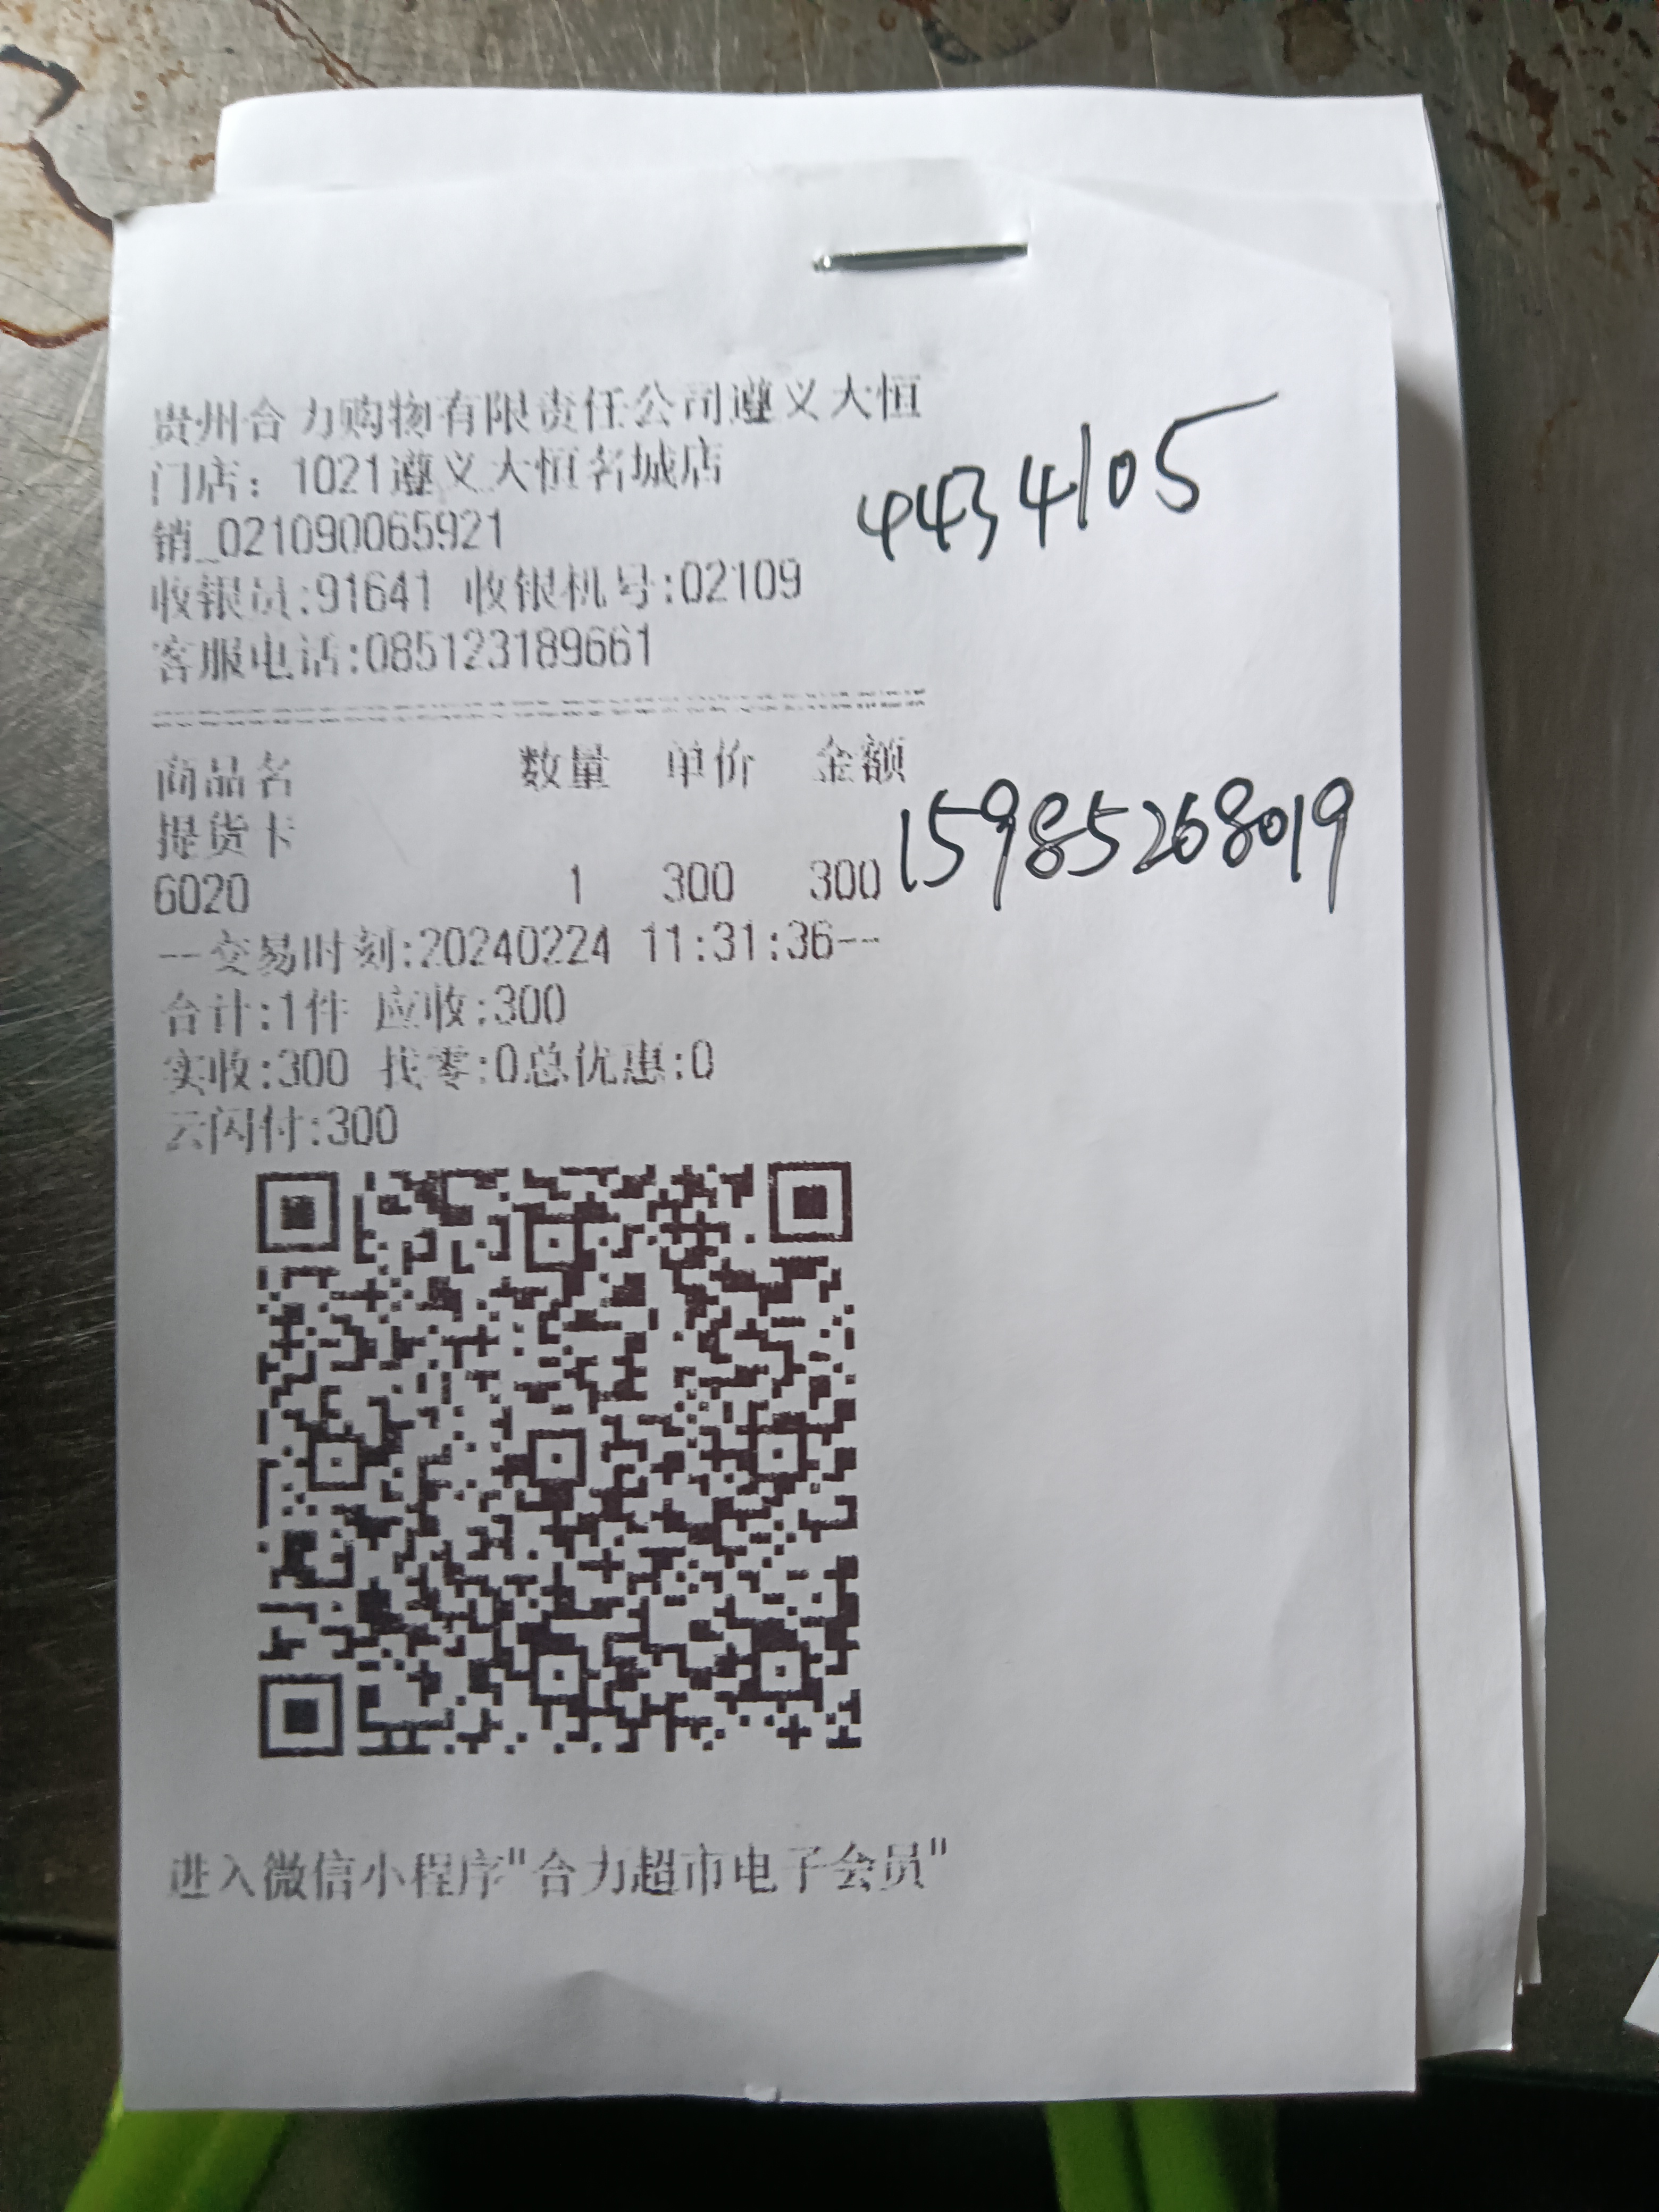 贵州合力购物有限责任公司遵义大恒
门店：1021遵义大恒名城店
4434105
销_021090065921
收银员:91641 收银机号:02109
客服电话:085123189661
商品名 数量 单价 金额
提货卡
15985268019
6020 1 300 300
--交易时刻:20240224 11:31:36--
合计:1件 应收:300
实收:300 找零:0总优惠:0
云闪付:300
进入微信小程序"合力超市电子会员"